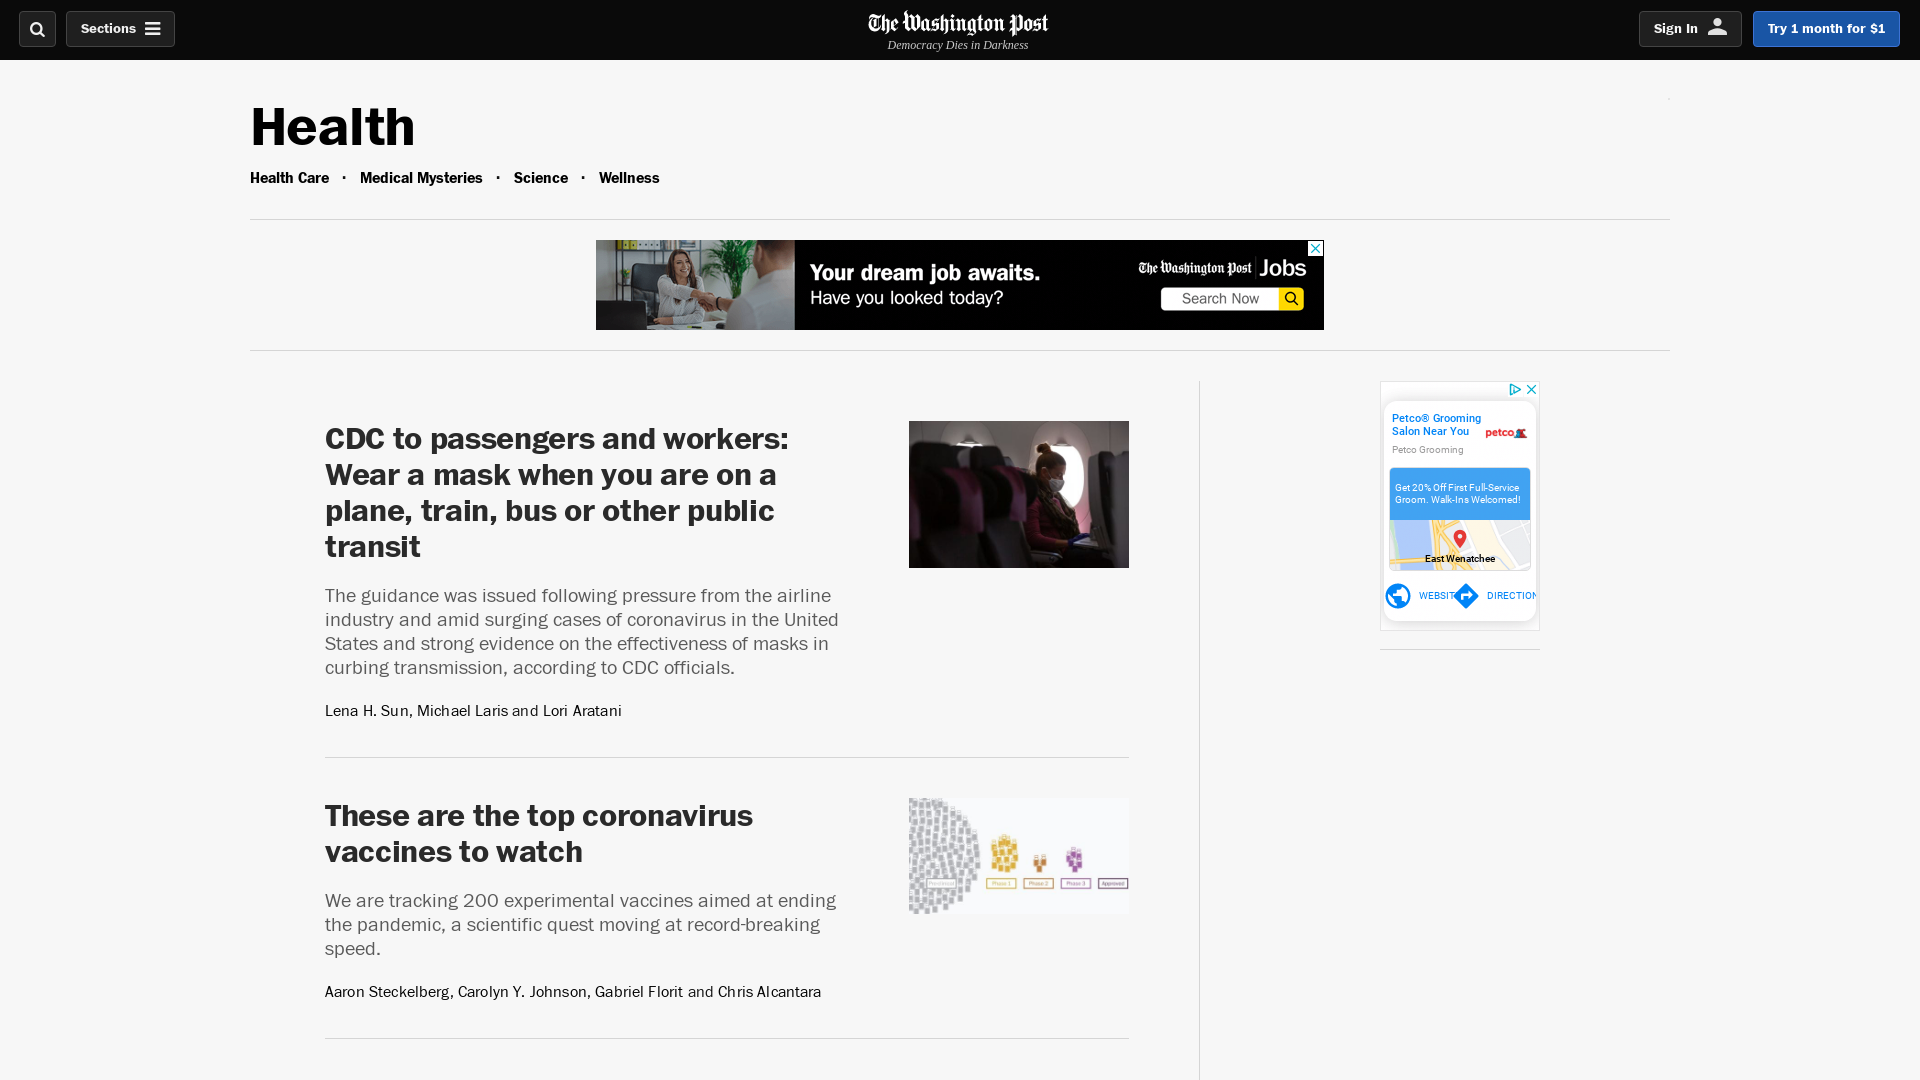 Sections
The Washington Post
Democracy Dies in Darkness
Sign In
Try 1 month for $1
Health
Health Care · Medical Mysteries · Science · Wellness
Your dream job awaits.
Have you looked today?
The Washington Post Jobs
Search Now
CDC to passengers and workers:
Wear a mask when you are on a
plane, train, bus or other public
transit
The guidance was issued following pressure from the airline
industry and amid surging cases of coronavirus in the United
States and strong evidence on the effectiveness of masks in
curbing transmission, according to CDC officials.
Lena H. Sun, Michael Laris and Lori Aratani
Petco® Grooming
Salon Near You
petco
Petco Grooming
Get 20% Off First Full-Service
Groom. Walk-Ins Welcomed!
East Wenatchee
WEBSIT
DIRECTION
These are the top coronavirus
vaccines to watch
We are tracking 200 experimental vaccines aimed at ending
the pandemic, a scientific quest moving at record-breaking
speed.
Aaron Steckelberg, Carolyn Y. Johnson, Gabriel Florit and Chris Alcantara
Preclinical
Phase 1
Phase 2
Phase 3
Approved